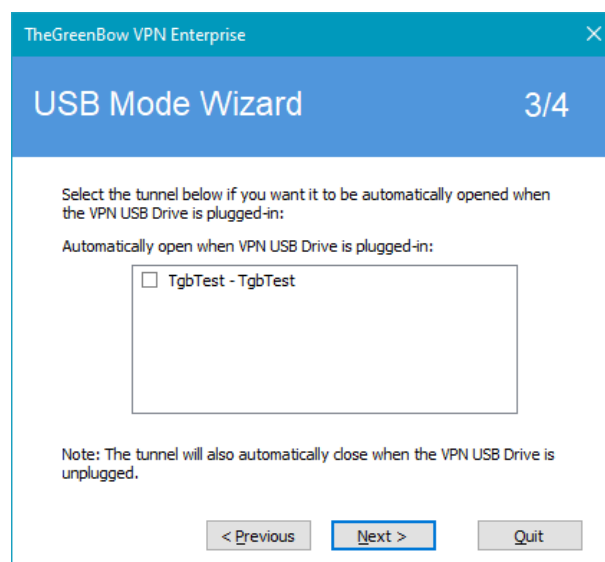 TheGreenBow VPN Enterprise
USB Mode Wizard
3/4
Select the tunnel below if you want it to be automatically opened when
the VPN USB Drive is plugged-in:
Automatically open when VPN USB Drive is plugged-in:
TgbTest - TgbTest
Note: The tunnel will also automatically close when the VPN USB Drive is
unplugged.
< Previous
Next >
Quit